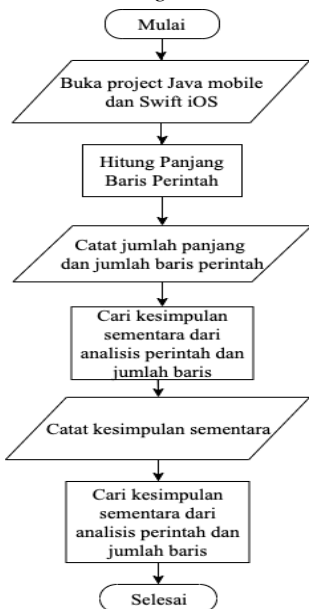 Mulai
Buka project Java mobile
dan Swift iOS
Hitung Panjang
Baris Perintah
Catat jumlah panjang
dan jumlah baris perintah
Cari kesimpulan
sementara dari
analisis perintah dan
jumlah baris
Catat kesimpulan sementara
Cari kesimpulan
sementara dari
analisis perintah dan
jumlah baris
Selesai